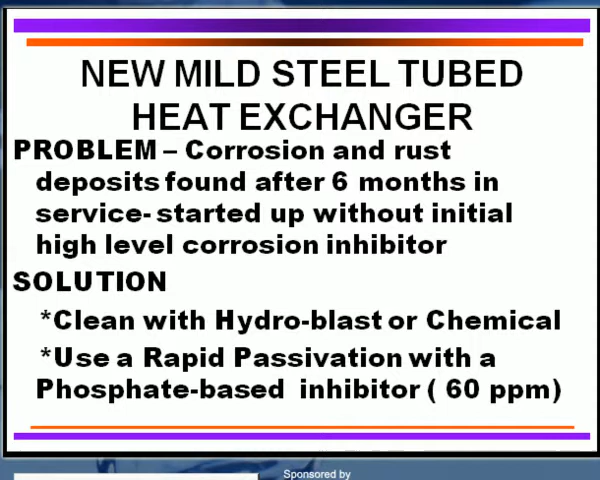 NEW MILD STEEL TUBED
HEAT EXCHANGER
PROBLEM – Corrosion and rust
deposits found after 6 months in
service- started up without initial
high level corrosion inhibitor
SOLUTION
*Clean with Hydro-blast or Chemical
*Use a Rapid Passivation with a
Phosphate-based inhibitor ( 60 ppm)
Sponsored by